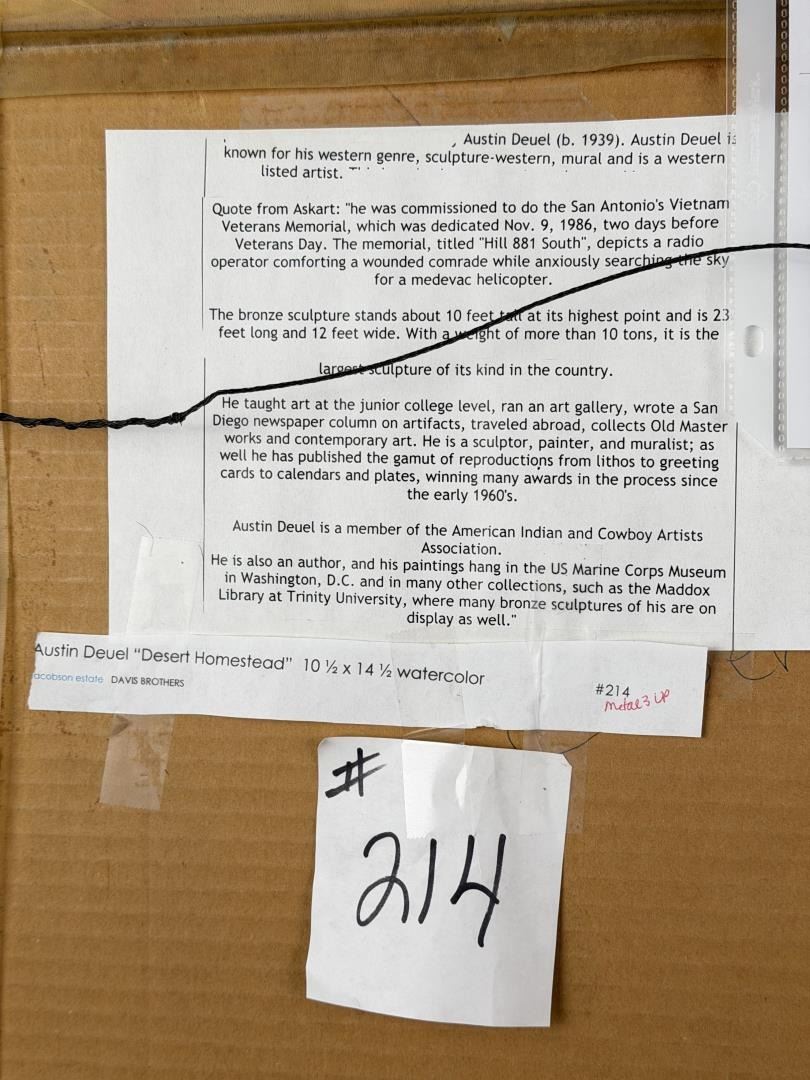 , Austin Deuel (b. 1939). Austin Deuel is
known for his western genre, sculpture-western, mural and is a western
listed artist.
Quote from Askart: "he was commissioned to do the San Antonio's Vietnam
Veterans Memorial, which was dedicated Nov. 9, 1986, two days before
Veterans Day. The memorial, titled "Hill 881 South", depicts a radio
operator comforting a wounded comrade while anxiously searching the sky
for a medevac helicopter.
The bronze sculpture stands about 10 feet tall at its highest point and is 23
feet long and 12 feet wide. With a weight of more than 10 tons, it is the
largest sculpture of its kind in the country.
He taught art at the junior college level, ran an art gallery, wrote a San
Diego newspaper column on artifacts, traveled abroad, collects Old Master
works and contemporary art. He is a sculptor, painter, and muralist; as
well he has published the gamut of reproductions from lithos to greeting
cards to calendars and plates, winning many awards in the process since
the early 1960's.
Austin Deuel is a member of the American Indian and Cowboy Artists
Association.
He is also an author, and his paintings hang in the US Marine Corps Museum
in Washington, D.C. and in many other collections, such as the Maddox
Library at Trinity University, where many bronze sculptures of his are on
display as well."
Austin Deuel "Desert Homestead" 10 ½ x 14 ½ watercolor
acobson estate DAVIS BROTHERS
#214
metal 3 UP
#
214